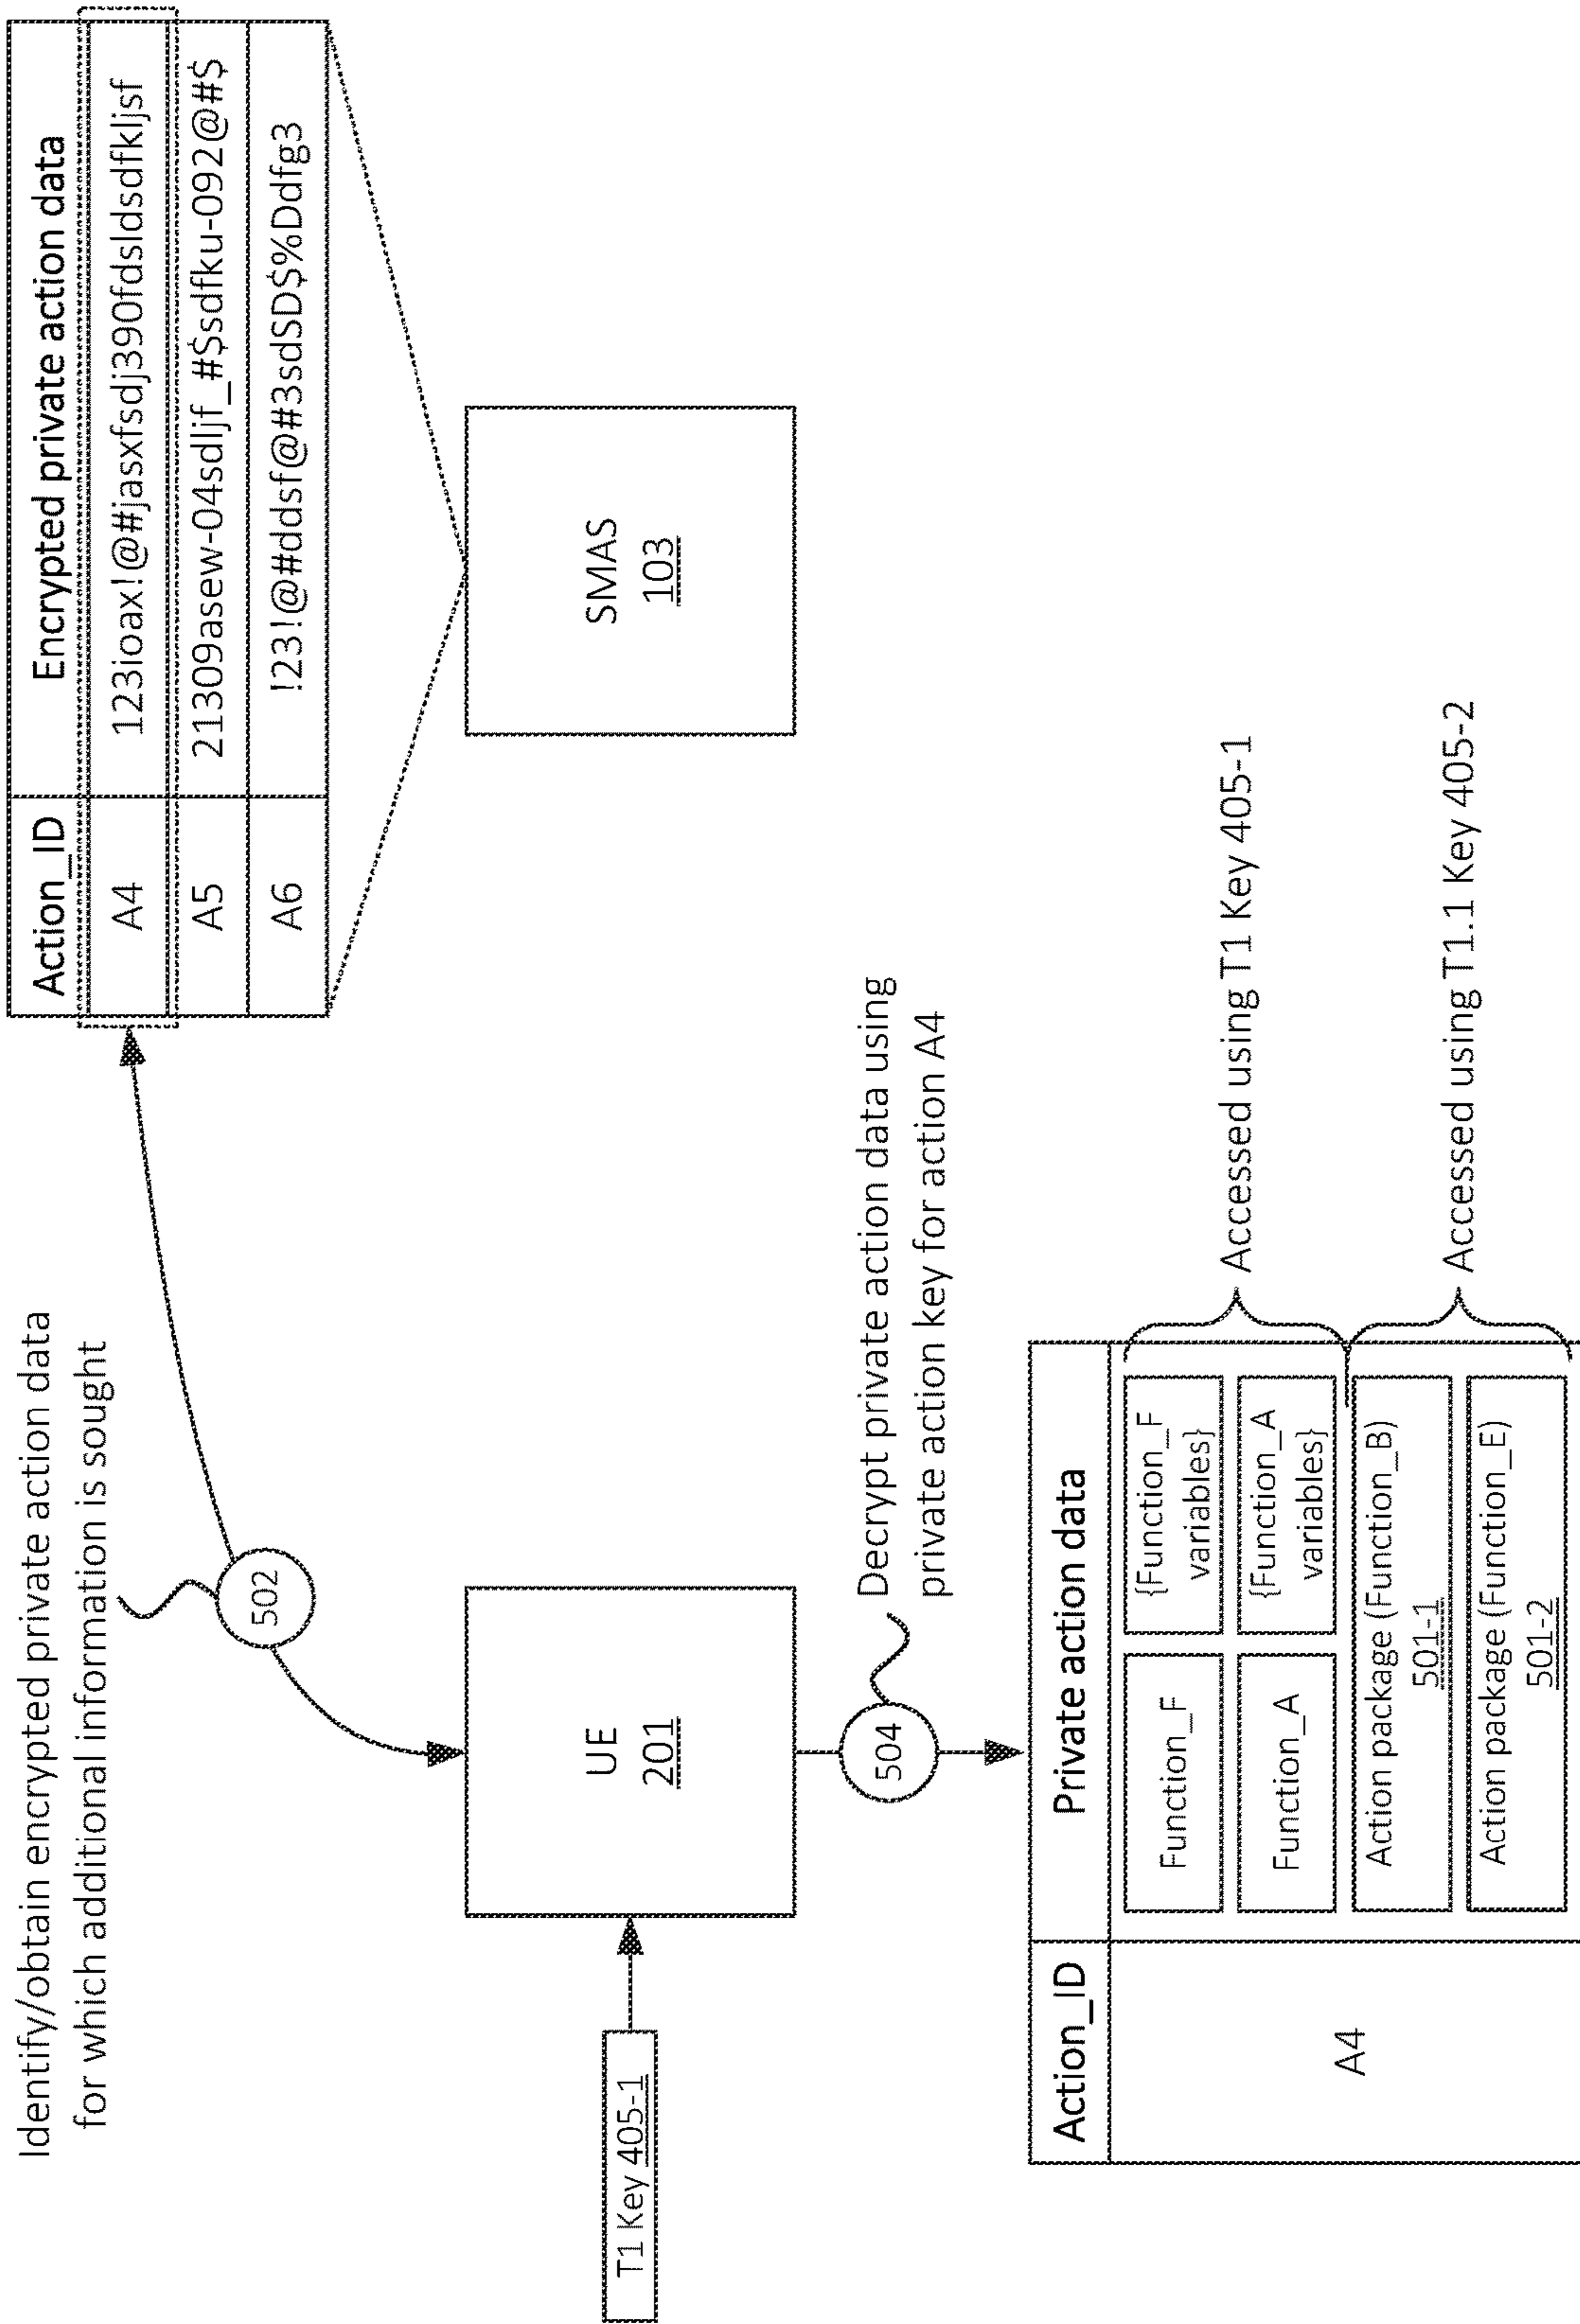 Identify/obtain encrypted private action data
for which additional information is sought
502
Action_ID
Encrypted private action data
A4
123ioax!@#jasxfsdj390fdsldsdfkljsf
A5
21309asew-04sdljf_#$sdfku-092@#$
A6
!23!@#ddsf@#3sdSD$%Ddfg3
T1 Key 405-1
UE
201
SMAS
103
504
Decrypt private action data using
private action key for action A4
Action_ID
Private action data
A4
Function_F
{Function_F
variables}
Function_A
{Function_A
variables}
Action package (Function_B)
501-1
Action package (Function_E)
501-2
Accessed using T1 Key 405-1
Accessed using T1.1 Key 405-2